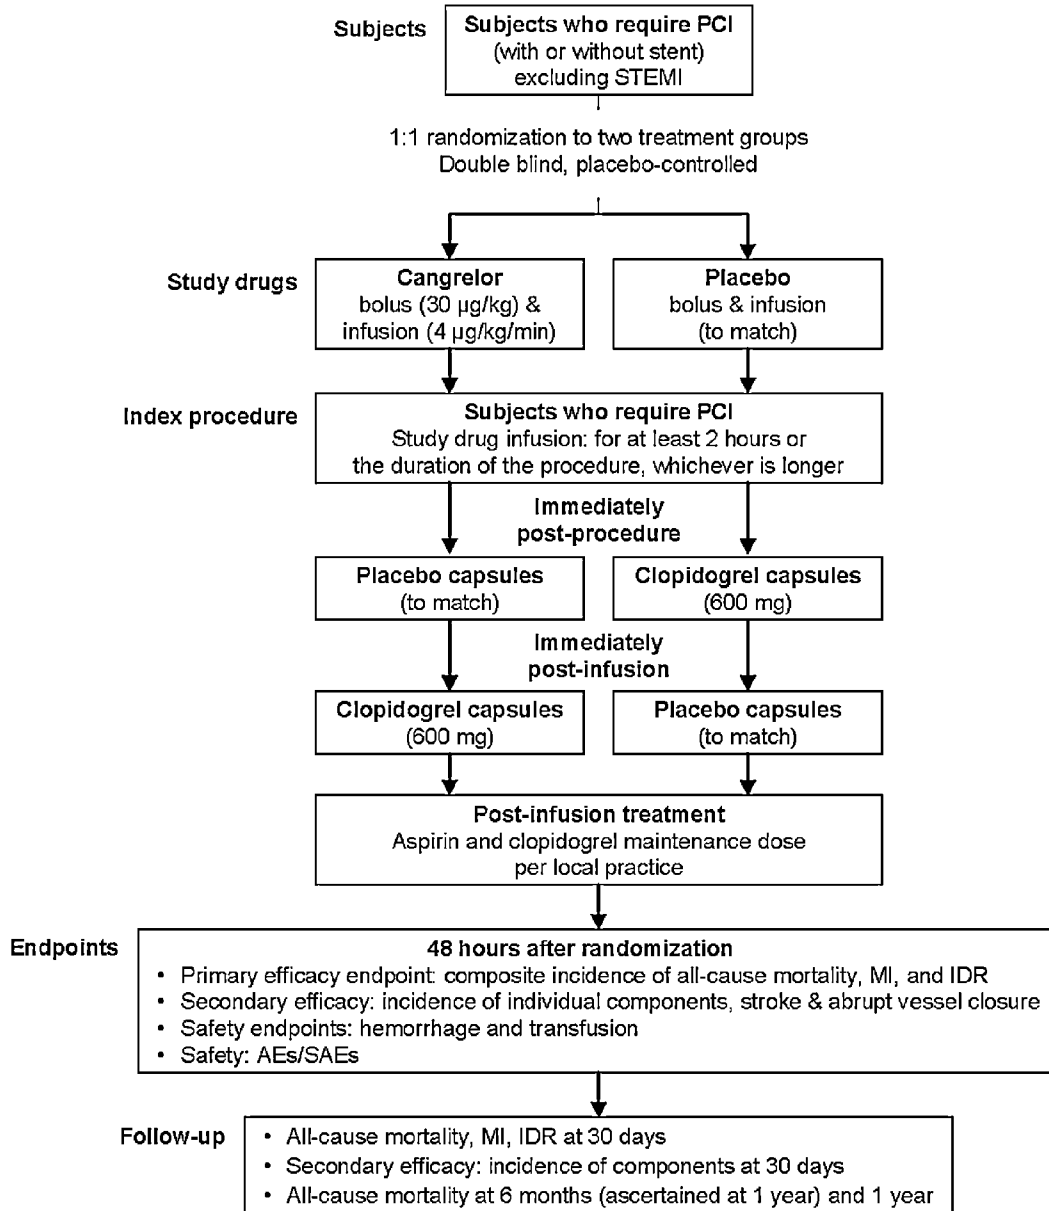 Subjects
Subjects who require PCI
(with or without stent)
excluding STEMI
1:1 randomization to two treatment groups
Double blind, placebo-controlled
Study drugs
Cangrelor
bolus (30 µg/kg) &
infusion (4 µg/kg/min)
Placebo
bolus & infusion
(to match)
Index procedure
Subjects who require PCI
Study drug infusion: for at least 2 hours or
the duration of the procedure, whichever is longer
Immediately
post-procedure
Placebo capsules
(to match)
Clopidogrel capsules
(600 mg)
Immediately
post-infusion
Clopidogrel capsules
(600 mg)
Placebo capsules
(to match)
Post-infusion treatment
Aspirin and clopidogrel maintenance dose
per local practice
Endpoints
48 hours after randomization
• Primary efficacy endpoint: composite incidence of all-cause mortality, MI, and IDR
• Secondary efficacy: incidence of individual components, stroke & abrupt vessel closure
• Safety endpoints: hemorrhage and transfusion
• Safety: AEs/SAEs
Follow-up
• All-cause mortality, MI, IDR at 30 days
• Secondary efficacy: incidence of components at 30 days
• All-cause mortality at 6 months (ascertained at 1 year) and 1 year